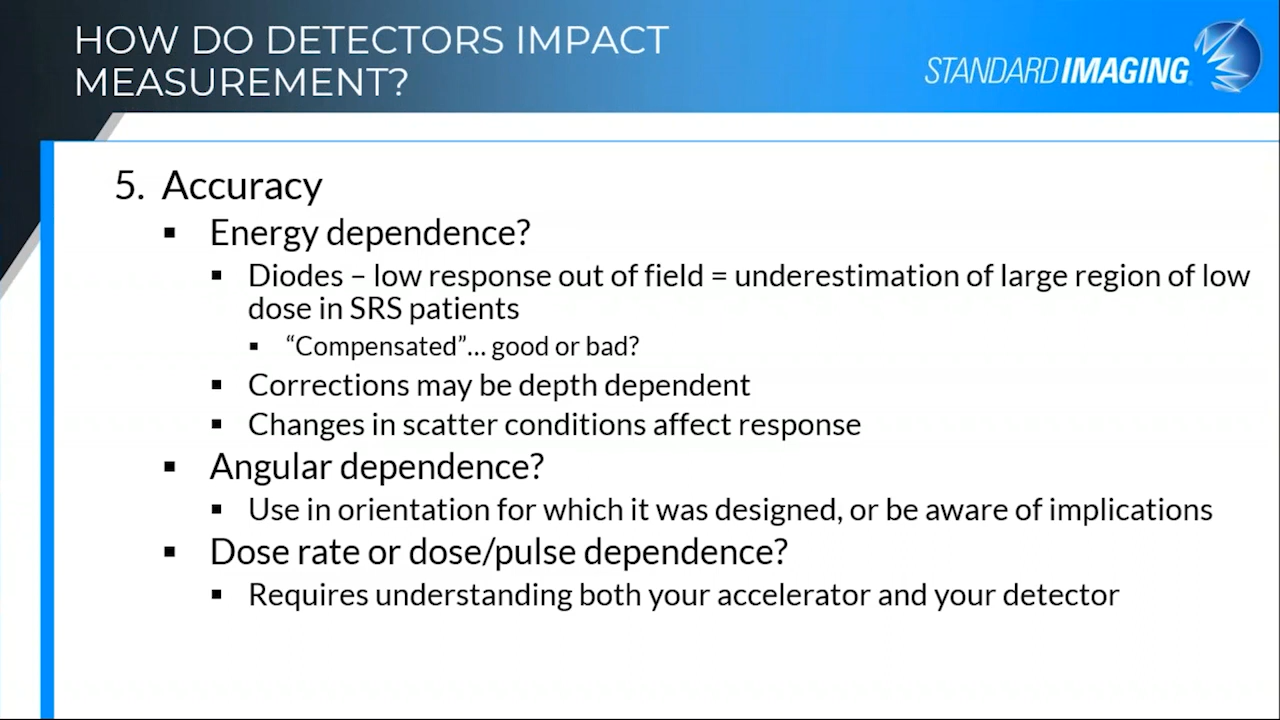 HOW DO DETECTORS IMPACT
MEASUREMENT?
STANDARD IMAGING
5. Accuracy
▪ Energy dependence?
▪ Diodes – low response out of field = underestimation of large region of low
dose in SRS patients
▪ “Compensated”... good or bad?
▪ Corrections may be depth dependent
▪ Changes in scatter conditions affect response
▪ Angular dependence?
▪ Use in orientation for which it was designed, or be aware of implications
▪ Dose rate or dose/pulse dependence?
▪ Requires understanding both your accelerator and your detector